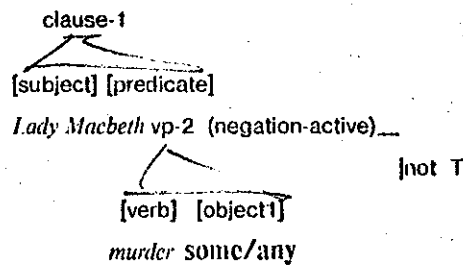 clause-1
[subject] [predicate]
Lady Macbeth vp-2 (negation-active)
[not T
[verb] [object1]
murder some/any